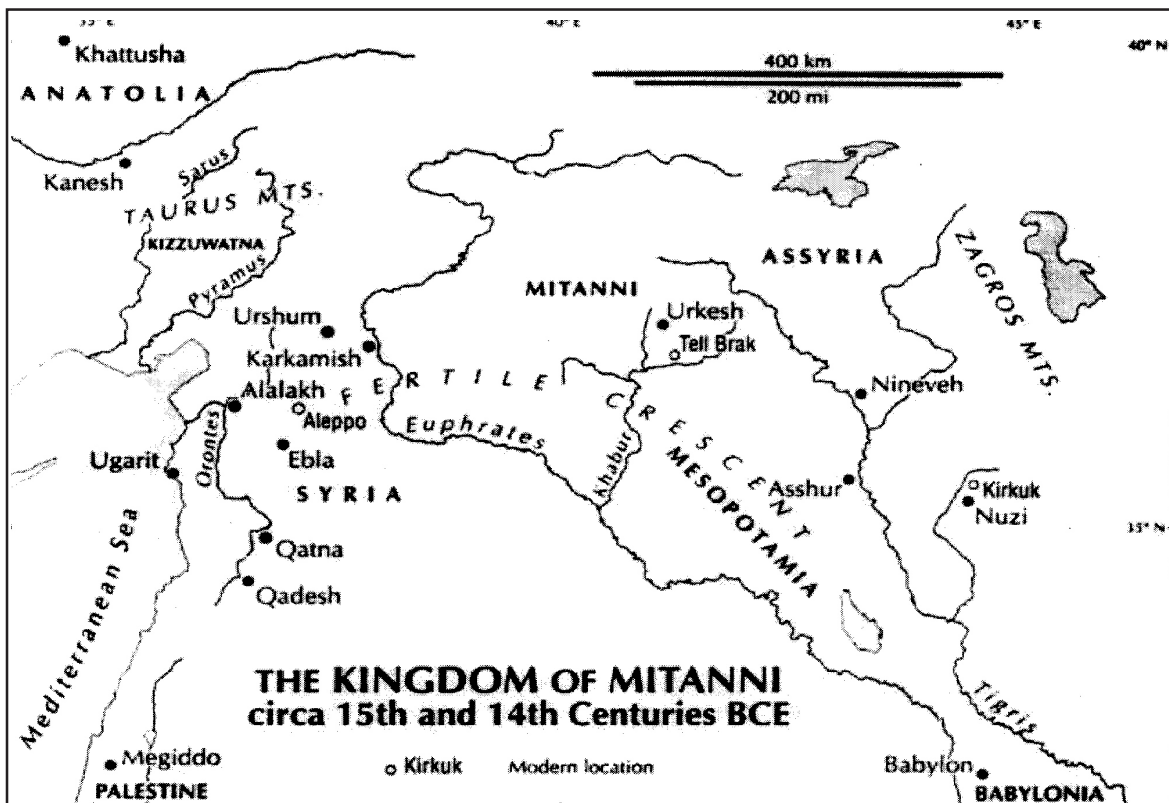 35° E
40° E
45° E
40° N
Khattusha
ANATOLIA
400 km
200 mi
Kanesh
Sarus
TAURUS MTS.
KIZZUWATNA
Pyramus
ASSYRIA
ZAGROS MTS.
MITANNI
Urshum
Urkesh
Karkamish
Tell Brak
FERTILE CRESCENT
Nineveh
Alalakh
Aleppo
Euphrates
Orontes
Ebla
Khabur
Ugarit
SYRIA
MESOPOTAMIA
Asshur
Kirkuk
Nuzi
35° N
Qatna
Qadesh
Mediterranean Sea
THE KINGDOM OF MITANNI
circa 15th and 14th Centuries BCE
Tigris
Megiddo
Kirkuk Modern location
Babylon
PALESTINE
BABYLONIA